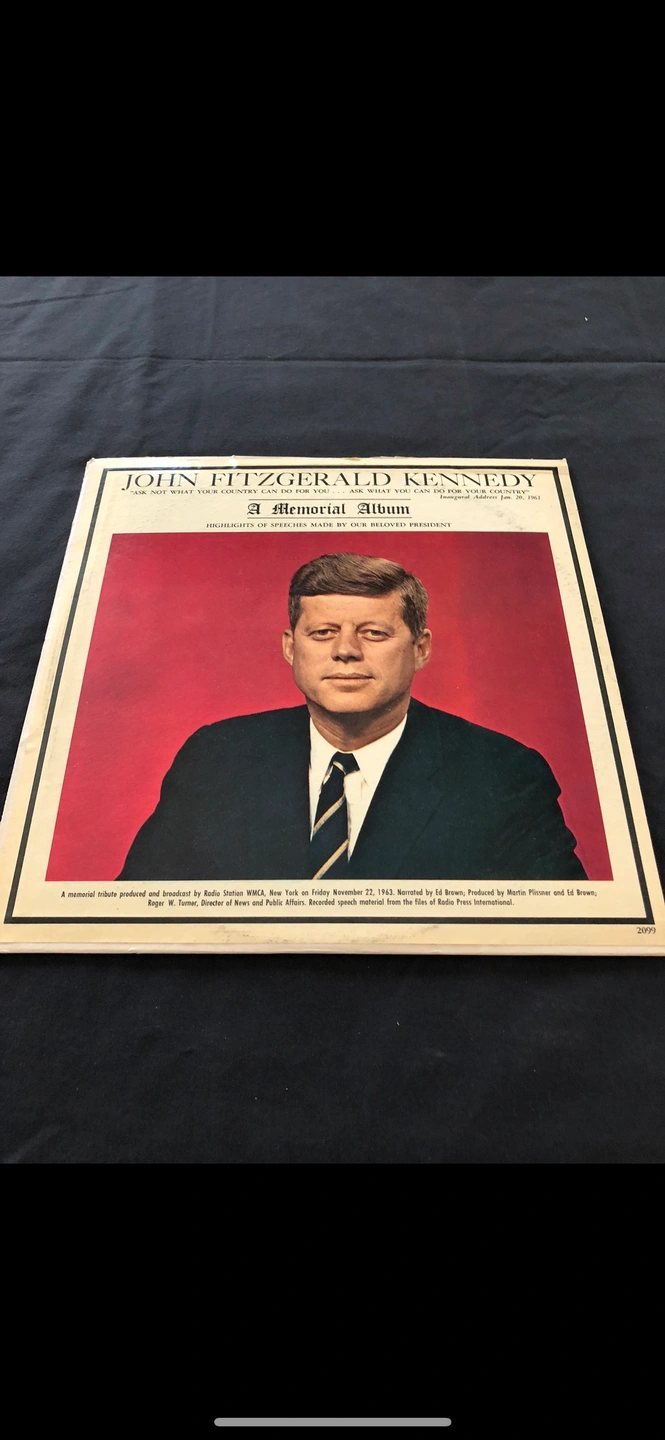 JOHN FITZGERALD KENNEDY
"ASK NOT WHAT YOUR COUNTRY CAN DO FOR YOU . . . ASK WHAT YOU CAN DO FOR YOUR COUNTRY"
Inaugural Address Jan. 20, 1961
A Memorial Album
HIGHLIGHTS OF SPEECHES MADE BY OUR BELOVED PRESIDENT
A memorial tribute produced and broadcast by Radio Station WMCA, New York on Friday November 22, 1963. Narrated by Ed Brown; Produced by Martin Plissner and Ed Brown;
Roger W. Turner, Director of News and Public Affairs. Recorded speech material from the files of Radio Press International.
2099